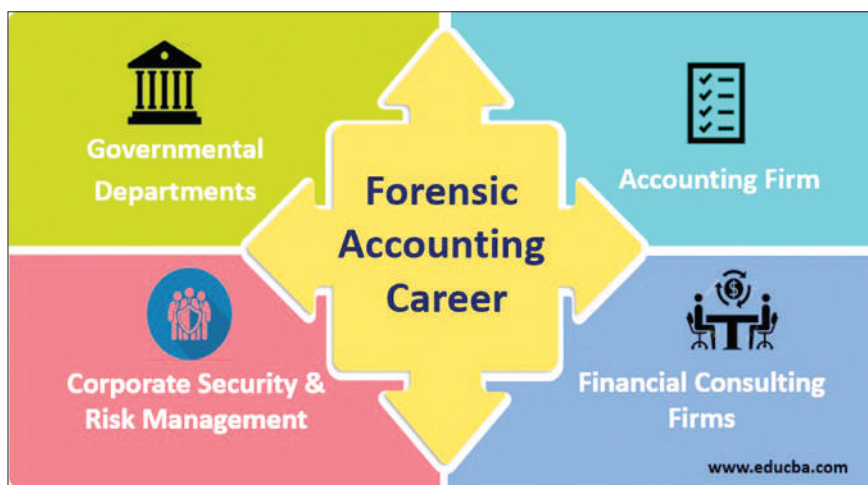 Governmental
Departments
Accounting Firm
Forensic
Accounting
Career
Corporate Security &
Risk Management
Financial Consulting
Firms
www.educba.com